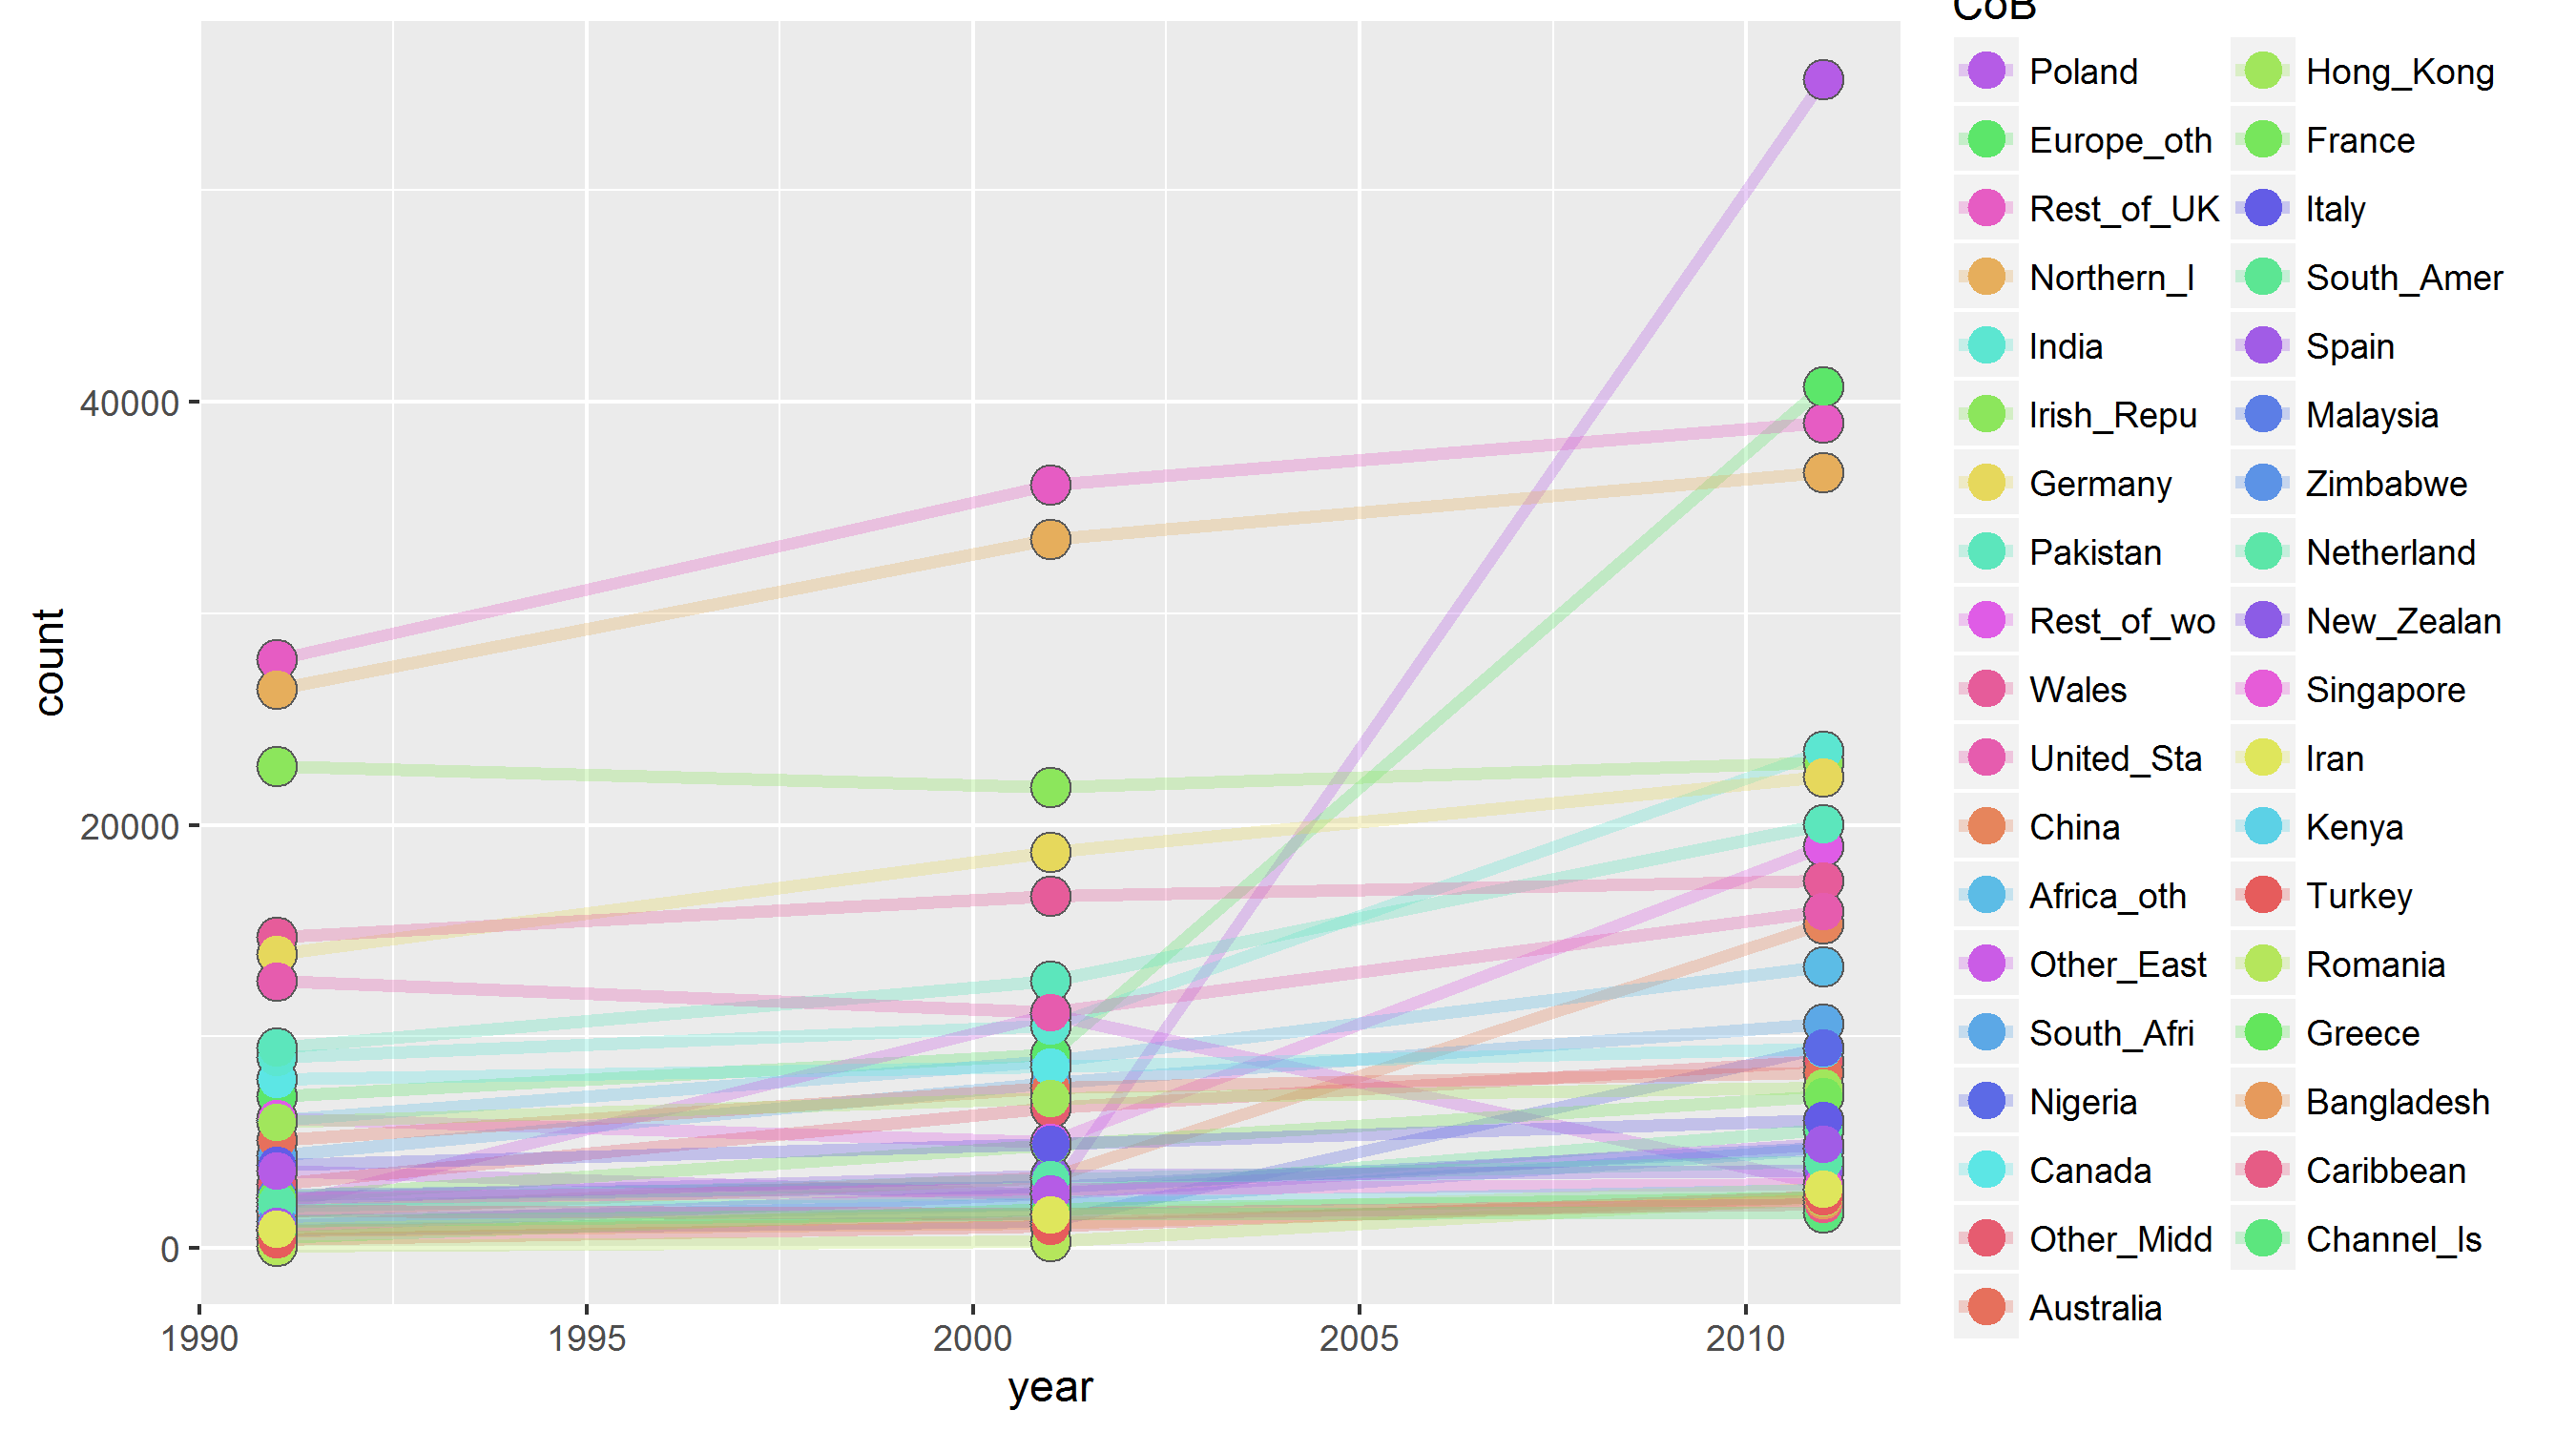 CoB
Poland
Europe_oth
Rest_of_UK
Northern_I
India
Irish_Repu
Germany
Pakistan
Rest_of_wo
Wales
United_Sta
China
Africa_oth
Other_East
South_Afri
Nigeria
Canada
Other_Midd
Australia
Hong_Kong
France
Italy
South_Amer
Spain
Malaysia
Zimbabwe
Netherland
New_Zealan
Singapore
Iran
Kenya
Turkey
Romania
Greece
Bangladesh
Caribbean
Channel_Is
40000
20000
0
count
1990 1995 2000 2005 2010
year